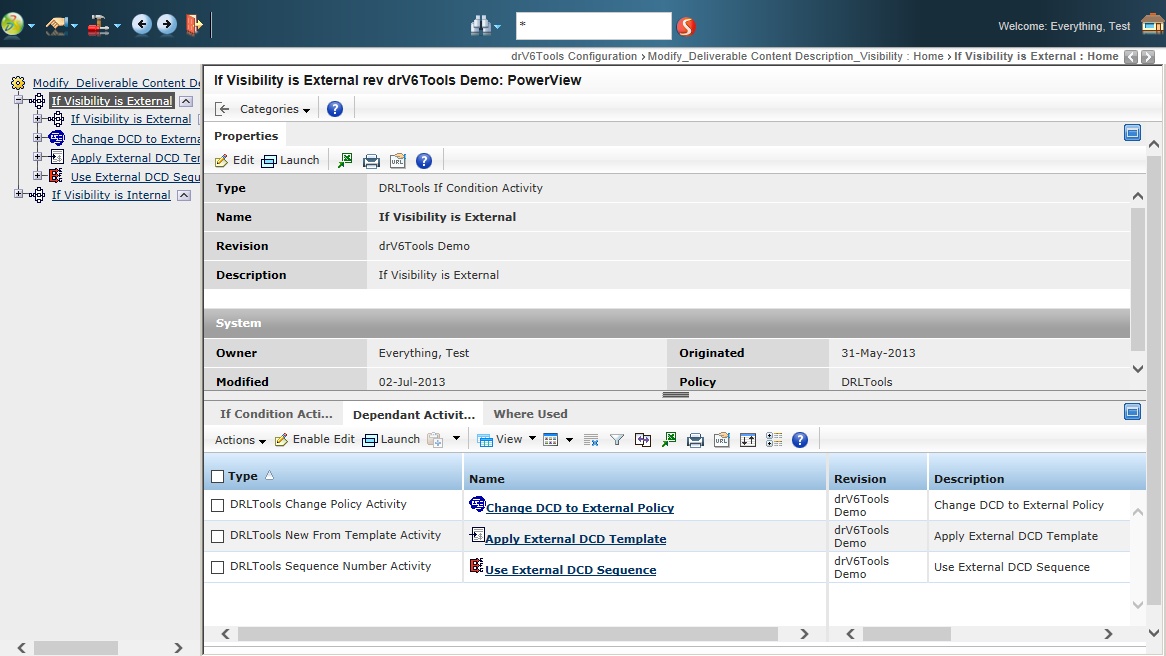 *
Welcome: Everything, Test
drV6Tools Configuration › Modify_Deliverable Content Description_Visibility : Home › If Visibility is External : Home
Modify_Deliverable Content De
If Visibility is External
If Visibility is External
Change DCD to Externa
Apply External DCD Ter
Use External DCD Sequ
If Visibility is Internal
If Visibility is External rev drV6Tools Demo: PowerView
Categories
Properties
Edit Launch URL
Type DRLTools If Condition Activity
Name If Visibility is External
Revision drV6Tools Demo
Description If Visibility is External
System
Owner Everything, Test Originated 31-May-2013
Modified 02-Jul-2013 Policy DRLTools
If Condition Acti... Dependant Activit... Where Used
Actions Enable Edit Launch View URL
Type Name Revision Description
DRLTools Change Policy Activity Change DCD to External Policy drV6Tools Demo Change DCD to External Policy
DRLTools New From Template Activity Apply External DCD Template drV6Tools Demo Apply External DCD Template
DRLTools Sequence Number Activity Use External DCD Sequence drV6Tools Demo Use External DCD Sequence